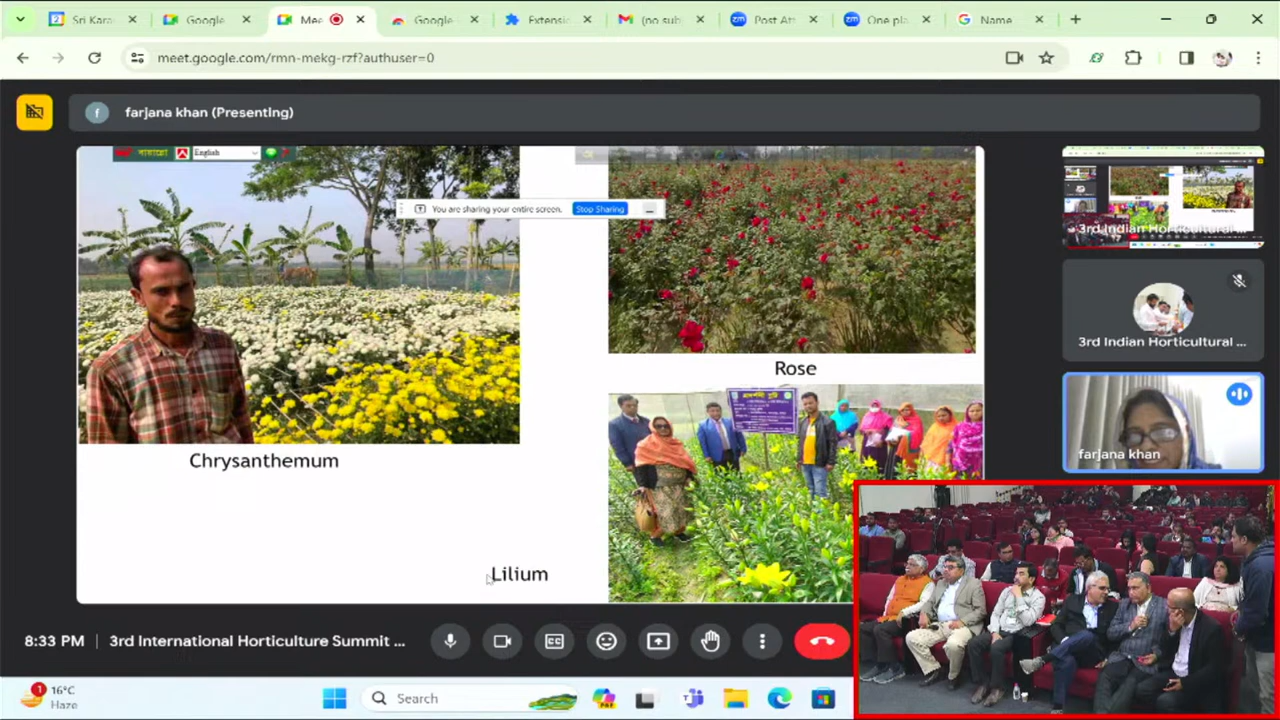 Sri Kara
Google
Mee
Google
Extensic
(no sub
Post Att
One pla
Name
meet.google.com/rmn-mekg-rzf?authuser=0
farjana khan (Presenting)
English
You are sharing your entire screen.
Stop Sharing
Chrysanthemum
Rose
Lilium
3rd Indian Horticultural ...
3rd Indian Horticultural ...
farjana khan
8:33 PM
3rd International Horticulture Summit ...
1
16°C
Haze
Search